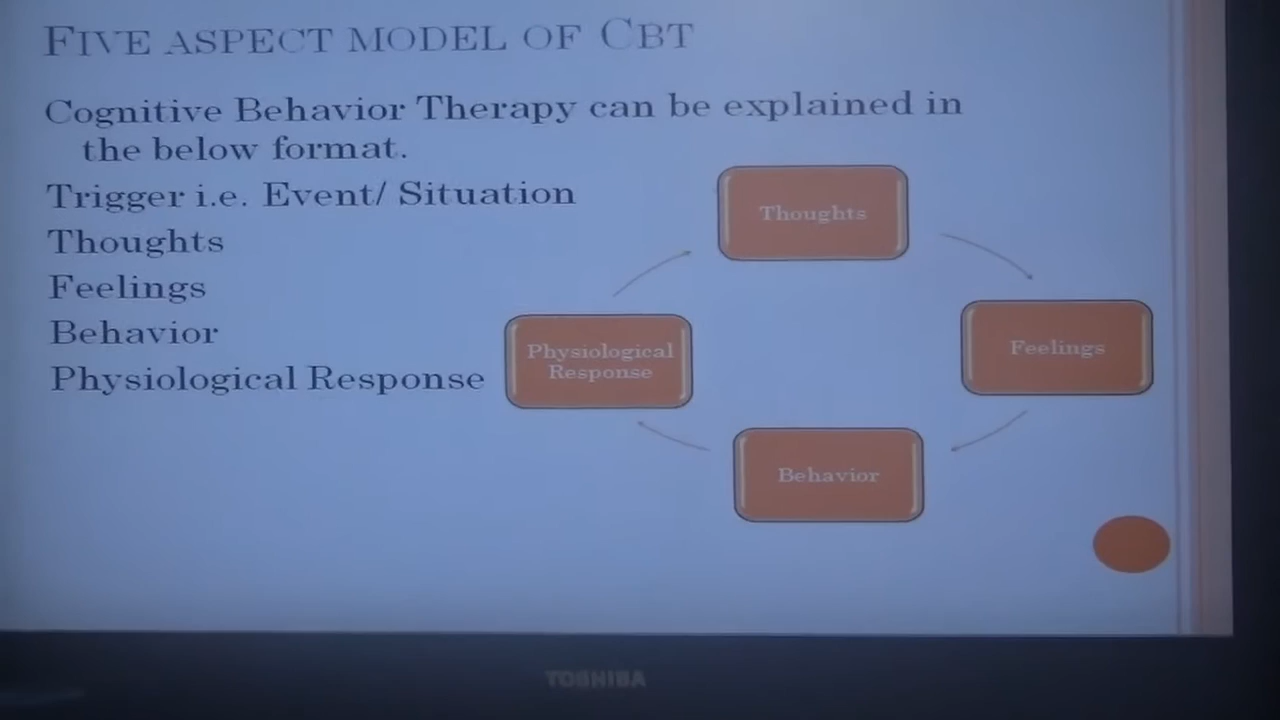 FIVE ASPECT MODEL OF CBT
Cognitive Behavior Therapy can be explained in
the below format.
Trigger i.e. Event/ Situation
Thoughts
Feelings
Behavior
Physiological Response
Thoughts
Feelings
Physiological
Response
Behavior
TOSHIBA